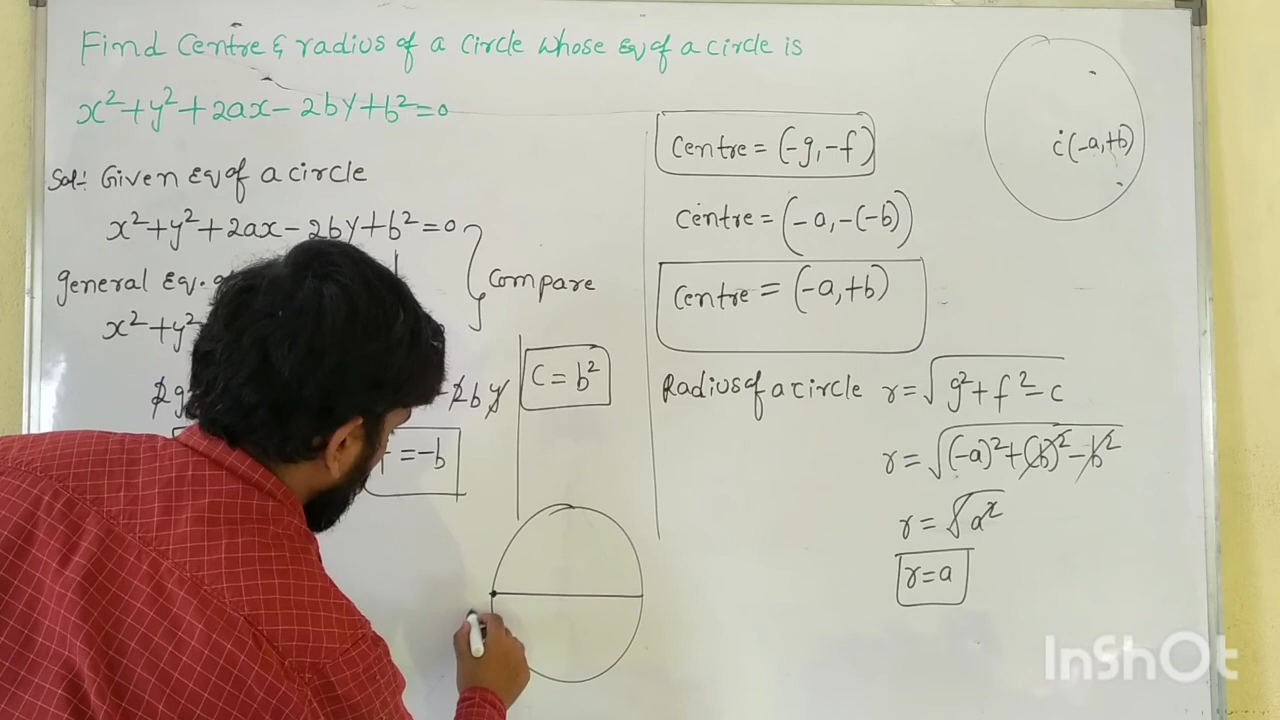 Find Centre & radius of a circle whose Eq of a circle is
x²+y²+2ax-2by+b²=0
Sol:- Given Eq of a circle
x²+y²+2ax-2by+b²=0
general Eq.
x²+y²
Compare
2g
-2by
=-b
C=b²
Centre = (-g,-f)
Centre = (-a,-(-b))
Centre = (-a,+b)
Radius of a circle r=√g²+f²-c
r=√(-a)²+(b)²-b²
r=√a²
r=a
c(-a,+b)
InShOt